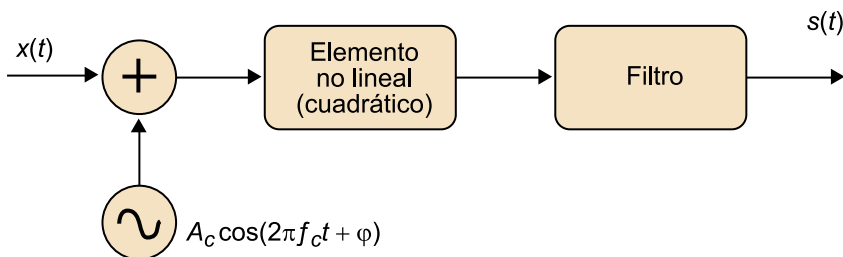 x(t)
+
Elemento
no lineal
(cuadrático)
Filtro
s(t)
A_c cos(2πf_c t + φ)